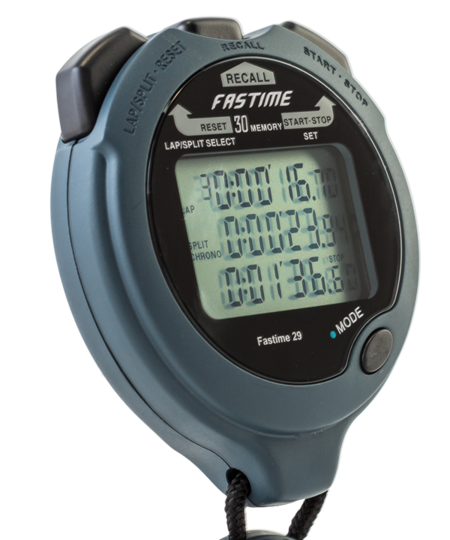 LAP/SPLIT-RESET
RECALL
START-STOP
RECALL
FASTIME
RESET 30 MEMORY START-STOP
LAP/SPLIT SELECT SET
LAP
SPLIT
CHRONO
STOP
MODE
Fastime 29